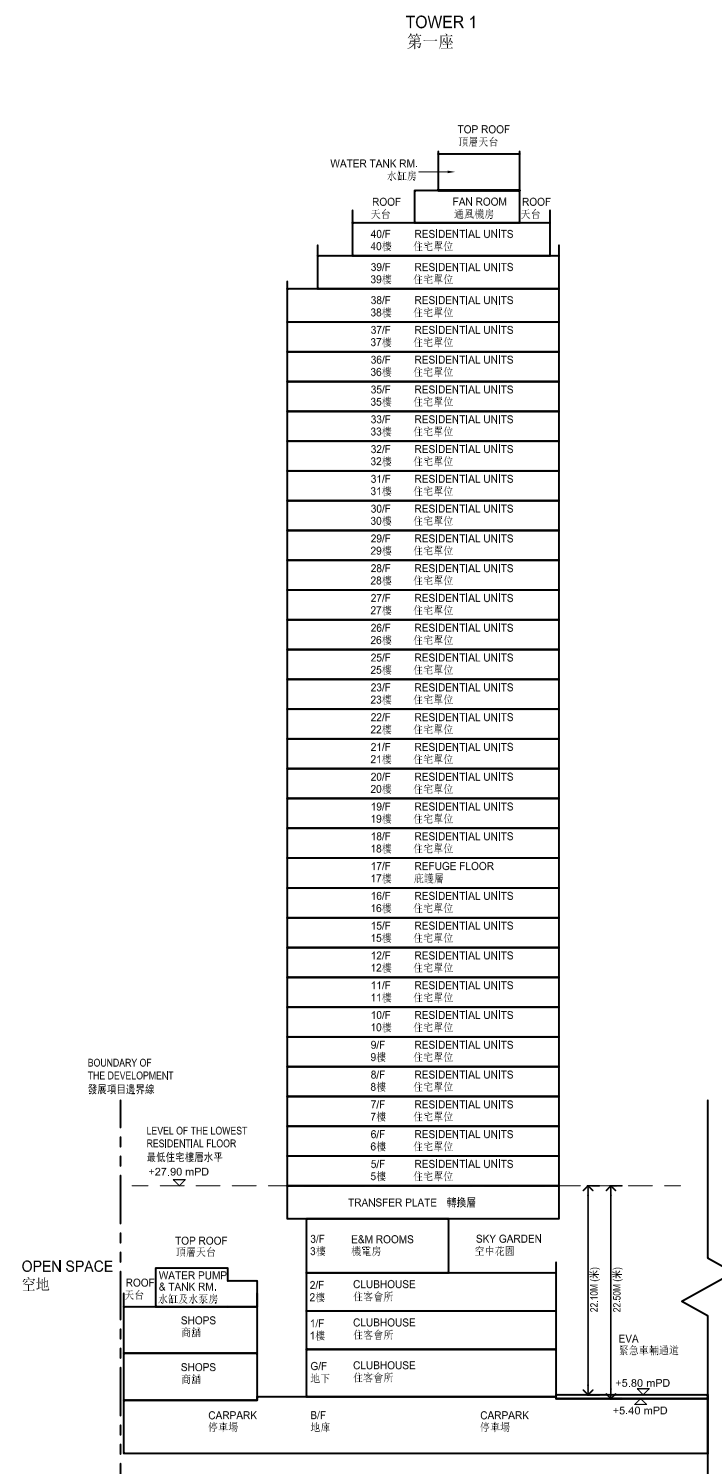 TOWER 1
第一座
TOP ROOF
頂層天台
WATER TANK RM.
水缸房
ROOF
天台
FAN ROOM
通風機房
ROOF
天台
40/F RESIDENTIAL UNITS
40樓 住宅單位
39/F RESIDENTIAL UNITS
39樓 住宅單位
38/F RESIDENTIAL UNITS
38樓 住宅單位
37/F RESIDENTIAL UNITS
37樓 住宅單位
36/F RESIDENTIAL UNITS
36樓 住宅單位
35/F RESIDENTIAL UNITS
35樓 住宅單位
33/F RESIDENTIAL UNITS
33樓 住宅單位
32/F RESIDENTIAL UNITS
32樓 住宅單位
31/F RESIDENTIAL UNITS
31樓 住宅單位
30/F RESIDENTIAL UNITS
30樓 住宅單位
29/F RESIDENTIAL UNITS
29樓 住宅單位
28/F RESIDENTIAL UNITS
28樓 住宅單位
27/F RESIDENTIAL UNITS
27樓 住宅單位
26/F RESIDENTIAL UNITS
26樓 住宅單位
25/F RESIDENTIAL UNITS
25樓 住宅單位
23/F RESIDENTIAL UNITS
23樓 住宅單位
22/F RESIDENTIAL UNITS
22樓 住宅單位
21/F RESIDENTIAL UNITS
21樓 住宅單位
20/F RESIDENTIAL UNITS
20樓 住宅單位
19/F RESIDENTIAL UNITS
19樓 住宅單位
18/F RESIDENTIAL UNITS
18樓 住宅單位
17/F REFUGE FLOOR
17樓 庇護層
16/F RESIDENTIAL UNITS
16樓 住宅單位
15/F RESIDENTIAL UNITS
15樓 住宅單位
12/F RESIDENTIAL UNITS
12樓 住宅單位
11/F RESIDENTIAL UNITS
11樓 住宅單位
10/F RESIDENTIAL UNITS
10樓 住宅單位
9/F RESIDENTIAL UNITS
9樓 住宅單位
8/F RESIDENTIAL UNITS
8樓 住宅單位
7/F RESIDENTIAL UNITS
7樓 住宅單位
6/F RESIDENTIAL UNITS
6樓 住宅單位
5/F RESIDENTIAL UNITS
5樓 住宅單位
BOUNDARY OF
THE DEVELOPMENT
發展項目邊界線
LEVEL OF THE LOWEST
RESIDENTIAL FLOOR
最低住宅樓層水平
+27.90 mPD
TRANSFER PLATE 轉換層
3/F E&M ROOMS
3樓 機電房
SKY GARDEN
空中花園
TOP ROOF
頂層天台
OPEN SPACE
空地
ROOF
天台
WATER PUMP
& TANK RM.
水缸及水泵房
2/F CLUBHOUSE
2樓 住客會所
22.10M (米)
22.50M (米)
SHOPS
商舖
1/F CLUBHOUSE
1樓 住客會所
EVA
緊急車輛通道
SHOPS
商舖
G/F CLUBHOUSE
地下 住客會所
+5.80 mPD
+5.40 mPD
CARPARK
停車場
B/F
地庫
CARPARK
停車場